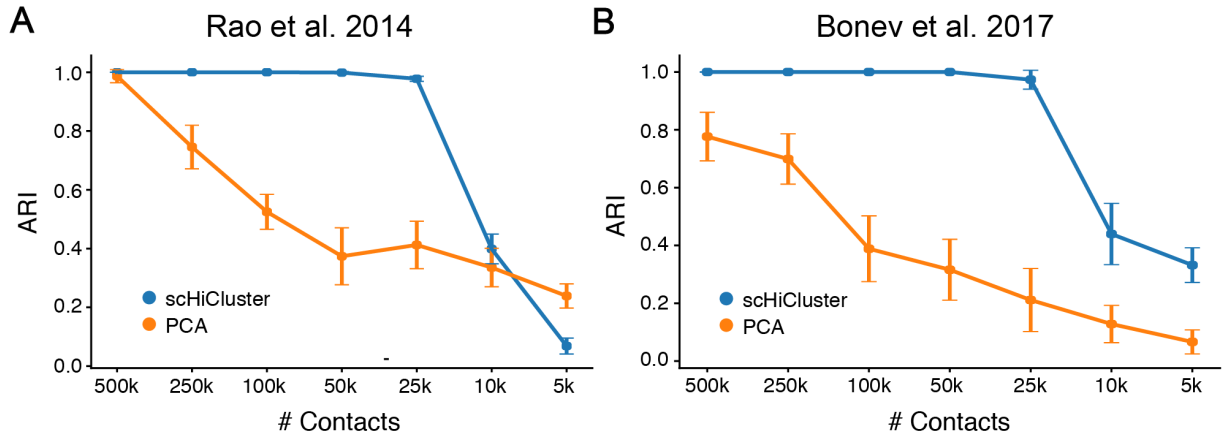 A
Rao et al. 2014
ARI
1.0
0.8
0.6
0.4
0.2
0.0
scHiCluster
PCA
500k 250k 100k 50k 25k 10k 5k
# Contacts
B
Bonev et al. 2017
ARI
1.0
0.8
0.6
0.4
0.2
0.0
scHiCluster
PCA
500k 250k 100k 50k 25k 10k 5k
# Contacts